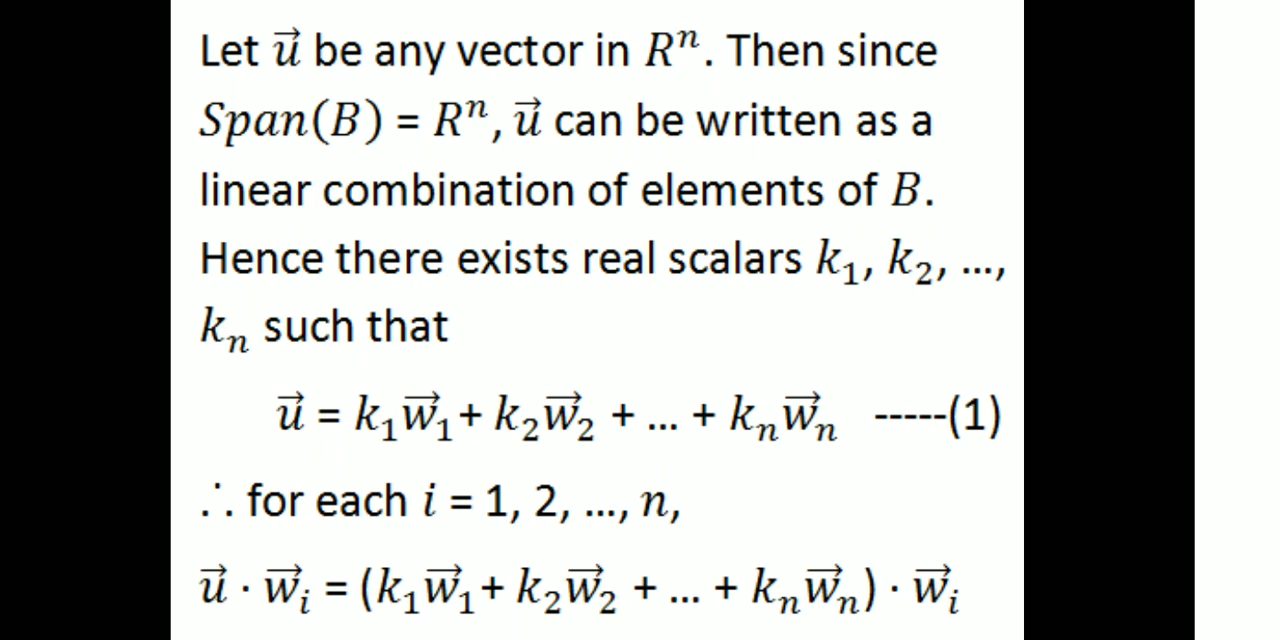 Let u⃗ be any vector in Rⁿ. Then since
Span(B) = Rⁿ, u⃗ can be written as a
linear combination of elements of B.
Hence there exists real scalars k₁, k₂, ...,
kₙ such that
u⃗ = k₁w⃗₁+ k₂w⃗₂ + ... + kₙw⃗ₙ -----(1)
∴ for each i = 1, 2, ..., n,
u⃗ · w⃗ᵢ = (k₁w⃗₁+ k₂w⃗₂ + ... + kₙw⃗ₙ) · w⃗ᵢ